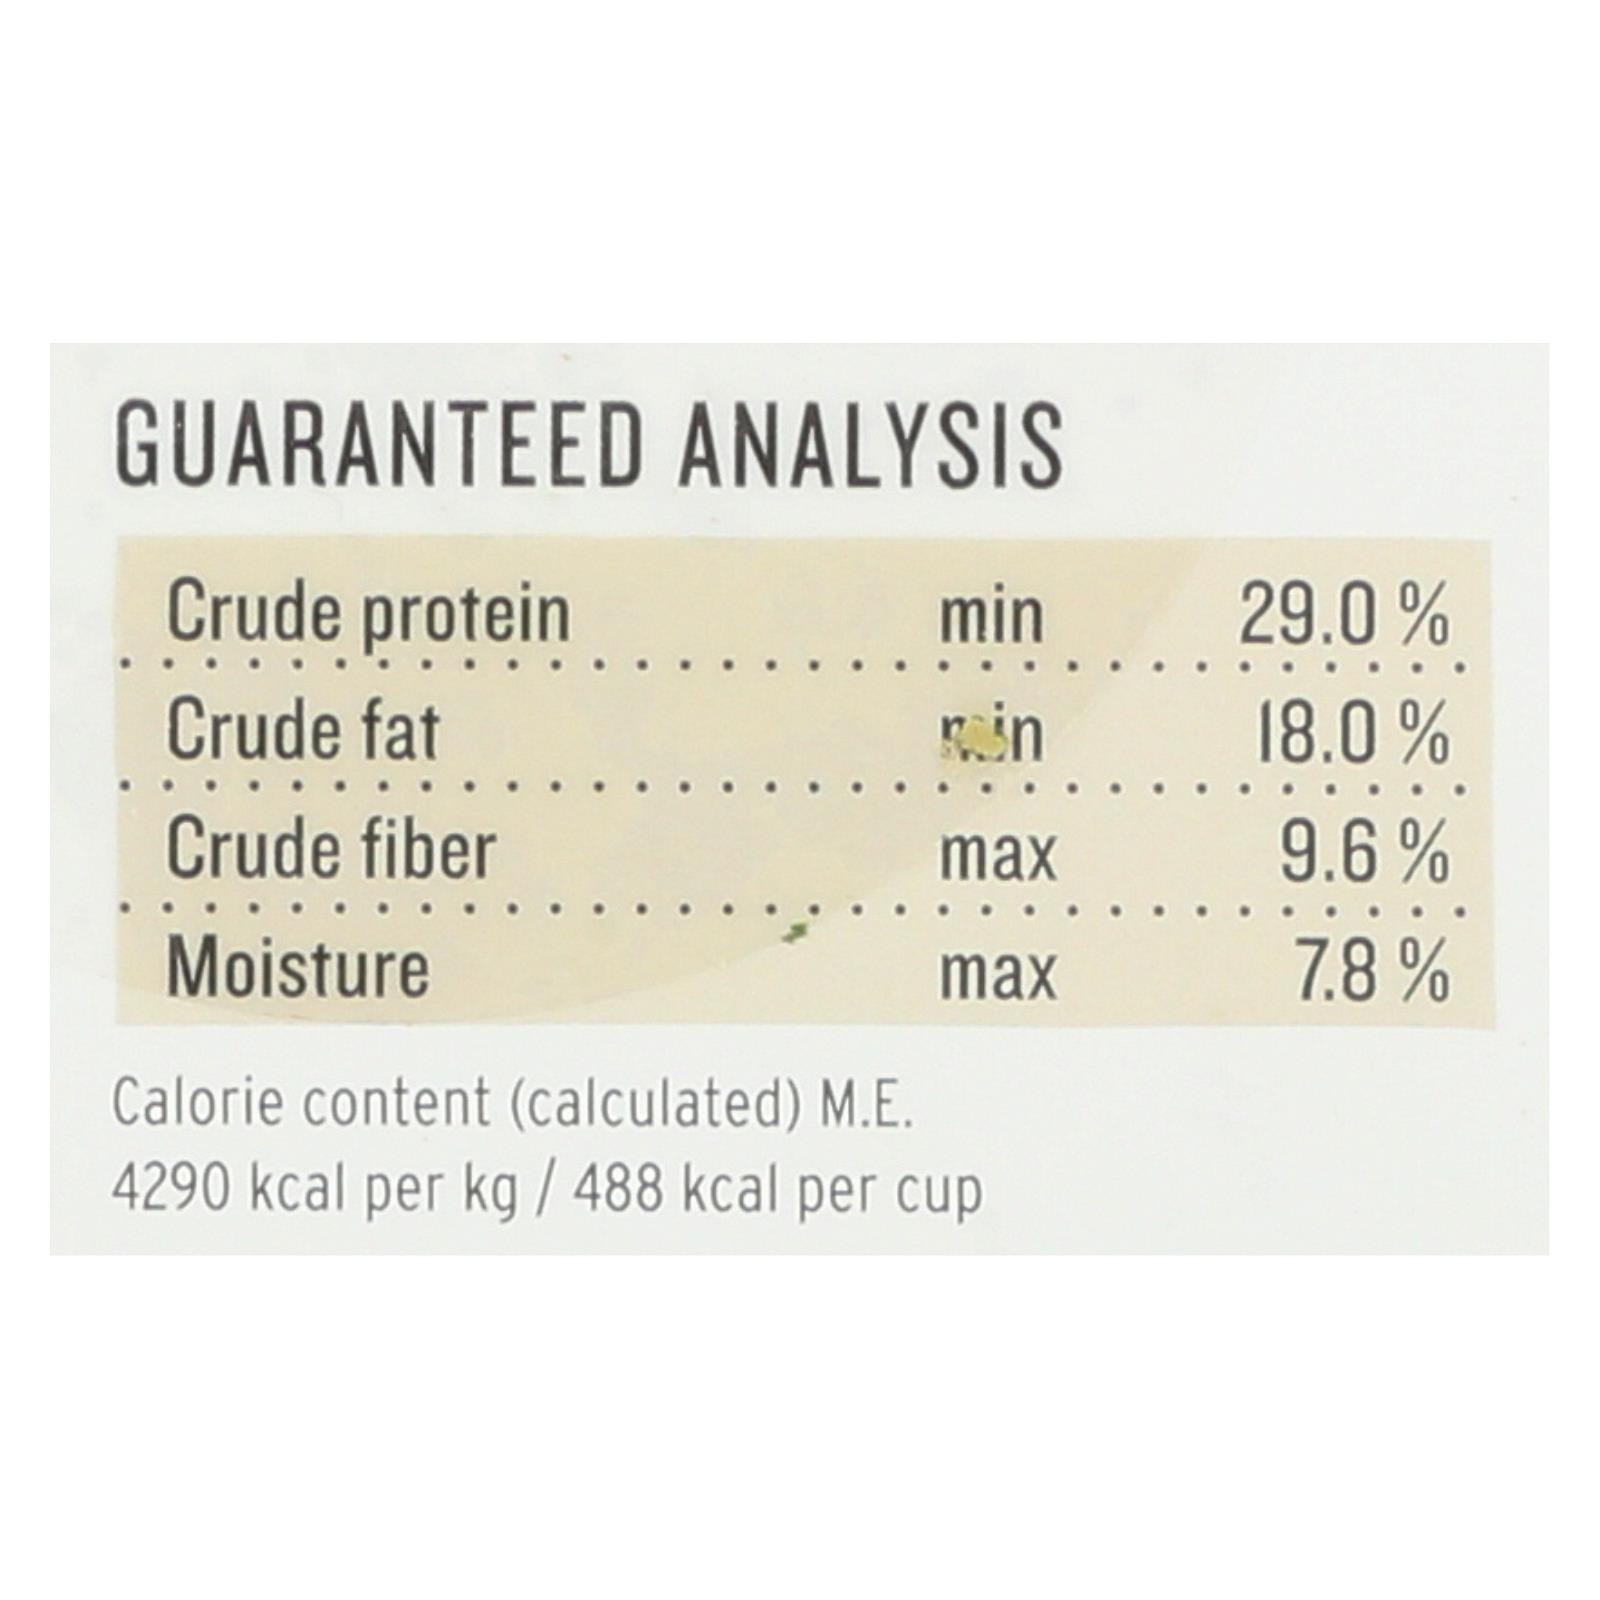 GUARANTEED ANALYSIS
Crude protein min 29.0 %
Crude fat min 18.0 %
Crude fiber max 9.6 %
Moisture max 7.8 %
Calorie content (calculated) M.E.
4290 kcal per kg / 488 kcal per cup